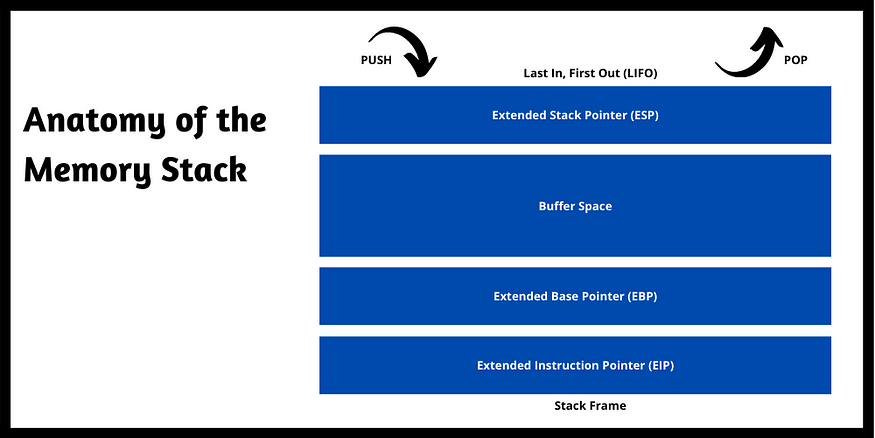 Anatomy of the
Memory Stack
PUSH
POP
Last In, First Out (LIFO)
Extended Stack Pointer (ESP)
Buffer Space
Extended Base Pointer (EBP)
Extended Instruction Pointer (EIP)
Stack Frame